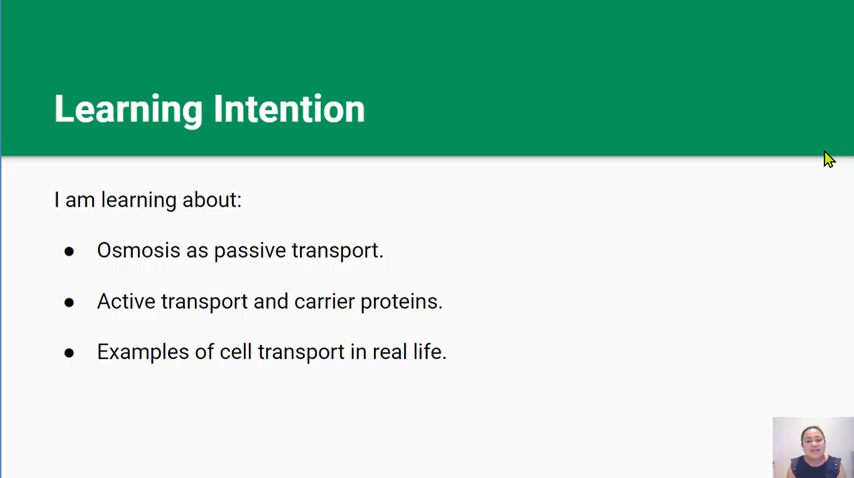 Learning Intention
I am learning about:
● Osmosis as passive transport.
● Active transport and carrier proteins.
● Examples of cell transport in real life.